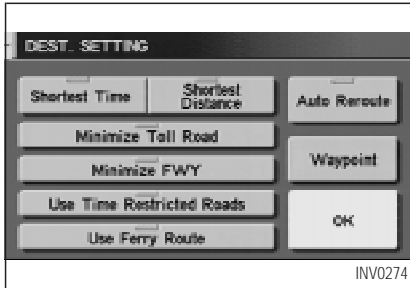 DEST. SETTING
Shortest Time
Shortest
Distance
Auto Reroute
Minimize Toll Road
Minimize FWY
Waypoint
Use Time Restricted Roads
Use Ferry Route
OK
INV0274